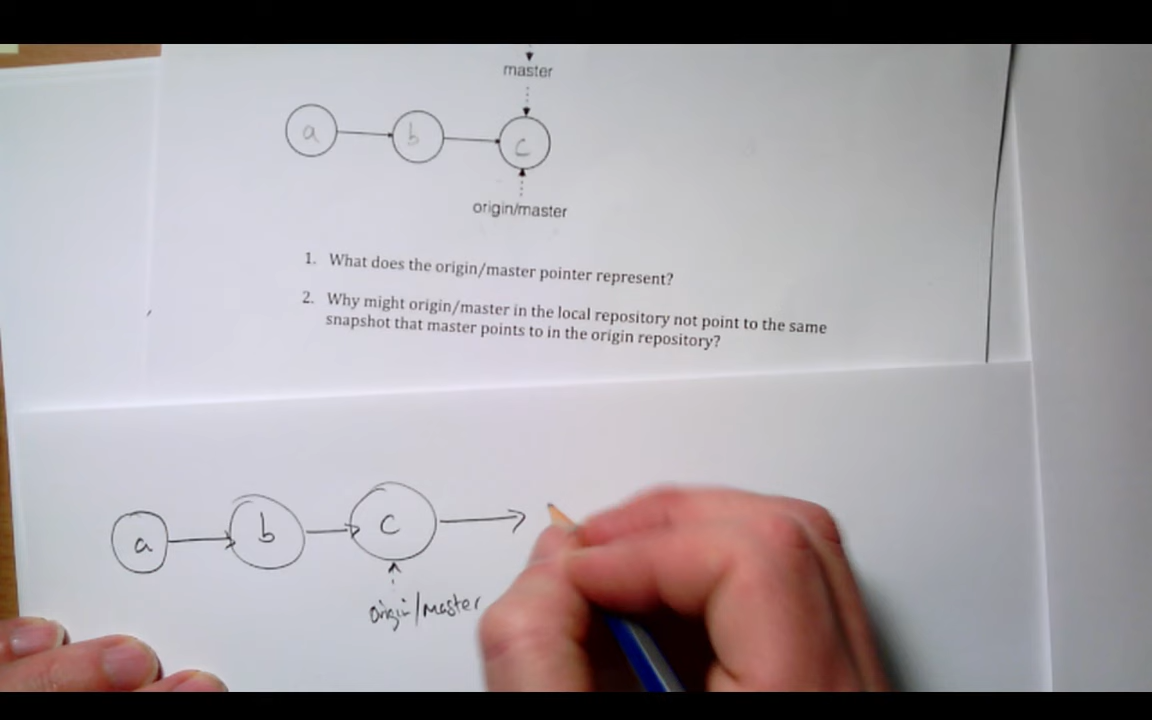 master
a
b
c
origin/master
1. What does the origin/master pointer represent?
2. Why might origin/master in the local repository not point to the same
snapshot that master points to in the origin repository?
a
b
c
origin/master